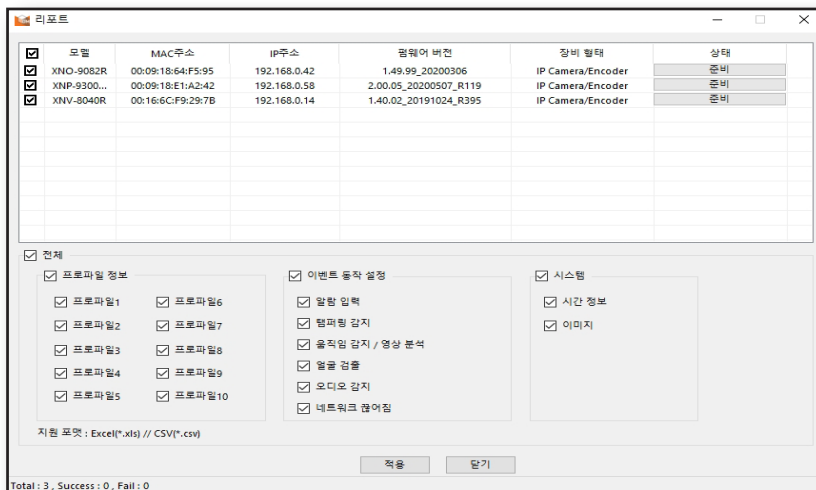 리포트
모델 MAC주소 IP주소 펌웨어 버전 장비 형태 상태
XNO-9082R 00:09:18:64:F5:95 192.168.0.42 1.49.99_20200306 IP Camera/Encoder 준비
XNP-9300... 00:09:18:E1:A2:42 192.168.0.58 2.00.05_20200507_R119 IP Camera/Encoder 준비
XNV-8040R 00:16:6C:F9:29:7B 192.168.0.14 1.40.02_20191024_R395 IP Camera/Encoder 준비
전체
프로파일 정보
프로파일1 프로파일6
프로파일2 프로파일7
프로파일3 프로파일8
프로파일4 프로파일9
프로파일5 프로파일10
이벤트 동작 설정
알람 입력
탬퍼링 감지
움직임 감지 / 영상 분석
얼굴 검출
오디오 감지
네트워크 끊어짐
시스템
시간 정보
이미지
지원 포맷 : Excel(*.xls) // CSV(*.csv)
적용 닫기
Total : 3 , Success : 0 , Fail : 0